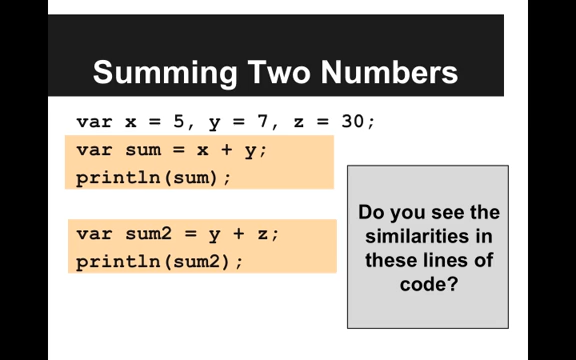 Summing Two Numbers
var x = 5, y = 7, z = 30;
var sum = x + y;
println(sum);
var sum2 = y + z;
println(sum2);
Do you see the
similarities in
these lines of
code?